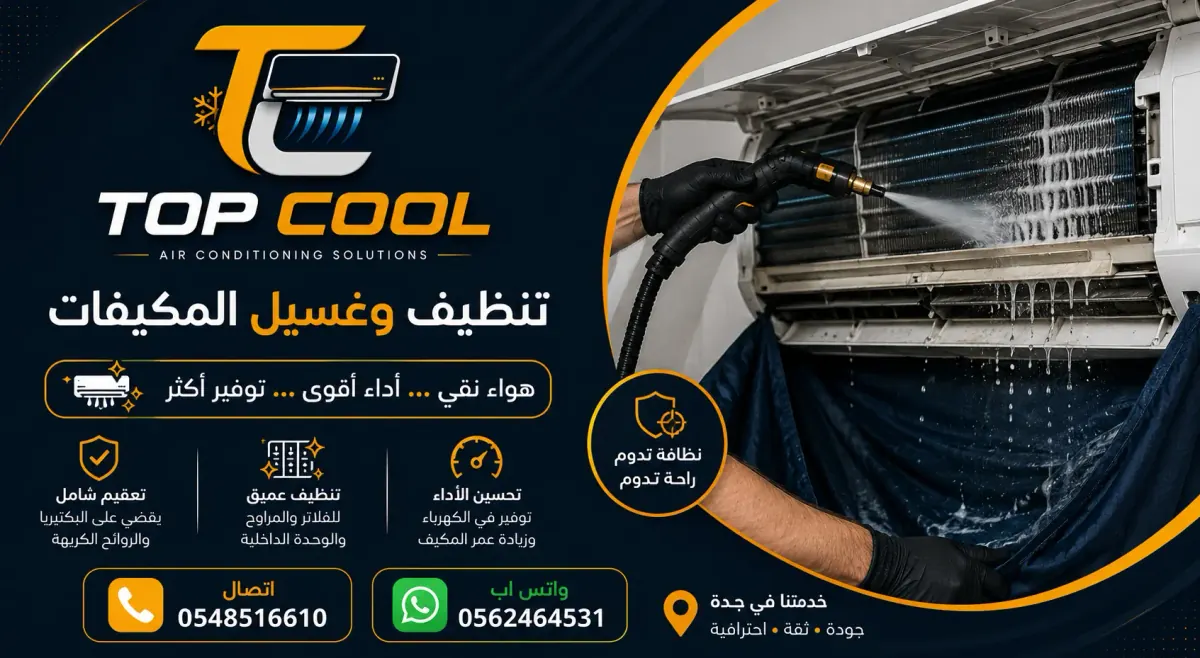 TC
TOP COOL
AIR CONDITIONING SOLUTIONS
تنظيف وغسيل المكيفات
هواء نقي ... أداء أقوى ... توفير أكثر
تحسين الأداء
توفير في الكهرباء
وزيادة عمر المكيف
تنظيف عميق
للفلاتر والمراوح
والوحدة الداخلية
تعقيم شامل
يقضي على البكتيريا
والروائح الكريهة
نظافة تدوم
راحة تدوم
اتصال
0548516610
واتس اب
0562464531
خدمتنا في جدة
جودة • ثقة • احترافية